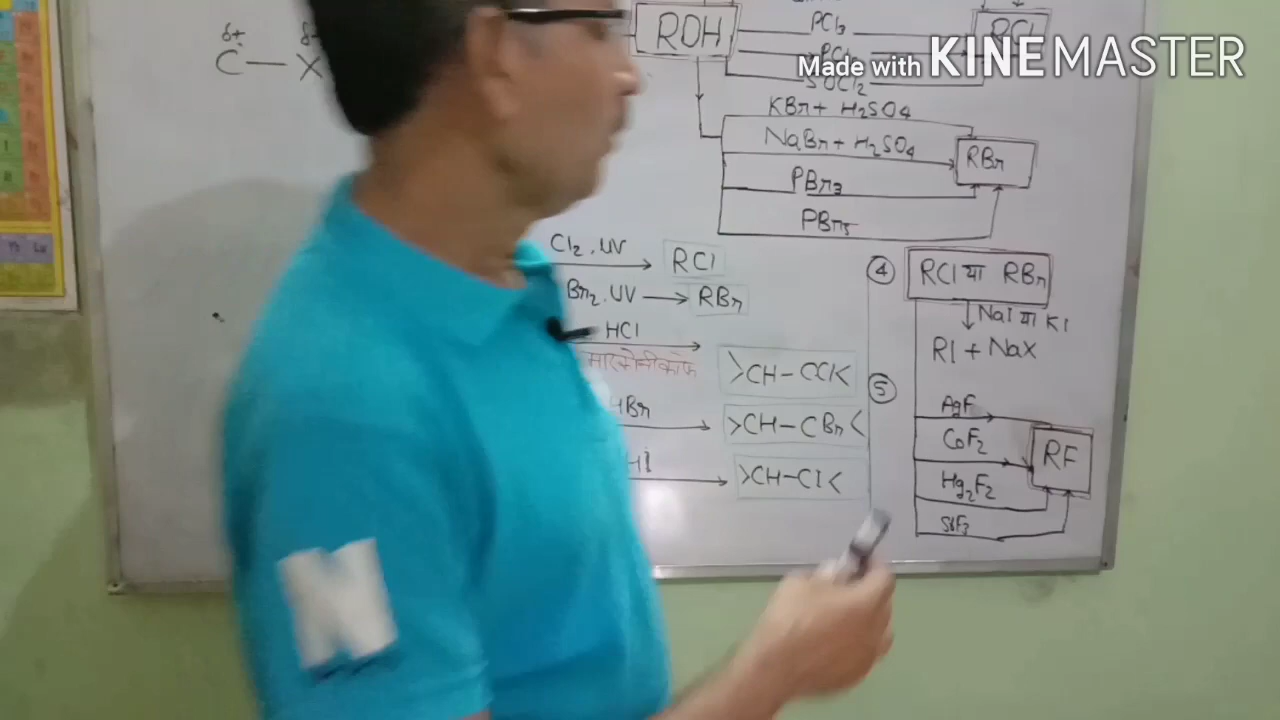 Made with KINEMASTER
δ+ δ+
C — X
ROH
PCl3
SOCl2
KBr + H2SO4
NaBr + H2SO4
RBr
PBr3
PBr5
Cl2, UV
RCl
Br2, UV
RBr
HCl
मारकोनीकोफ
>CH-CCl<
HBr
>CH-CBr<
HI
>CH-CI<
4
RCl या RBr
NaI या KI
RI + NaX
5
AgF
CoF2
Hg2F2
SbF3
RF
N